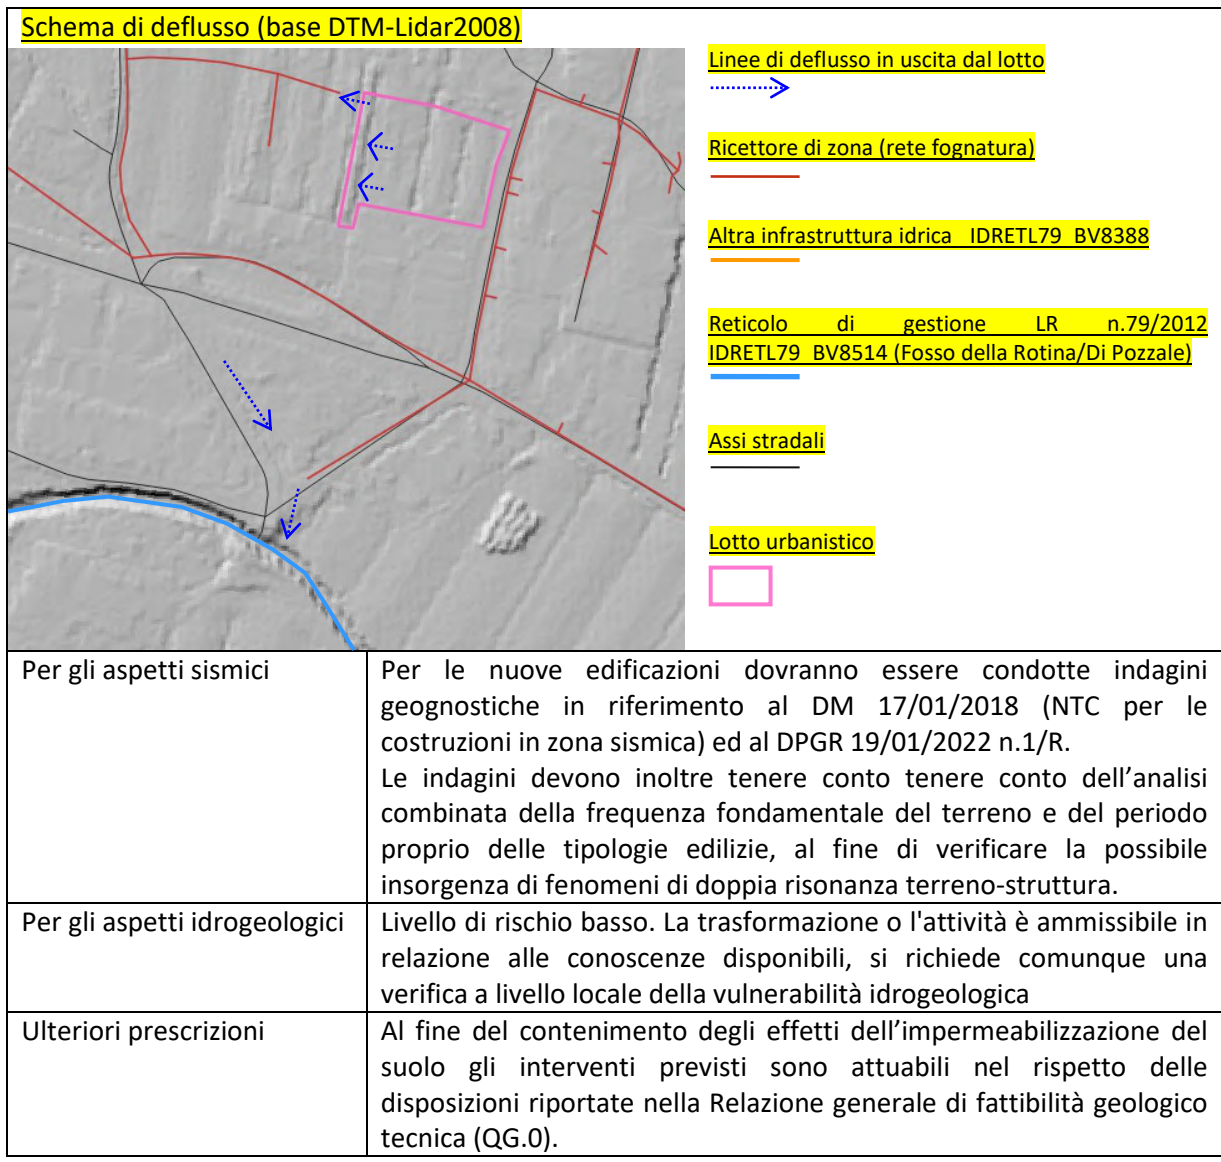 Schema di deflusso (base DTM-Lidar2008)
Linee di deflusso in uscita dal lotto
Ricettore di zona (rete fognatura)
Altra infrastruttura idrica IDRETL79_BV8388
Reticolo di gestione LR n.79/2012
IDRETL79_BV8514 (Fosso della Rotina/Di Pozzale)
Assi stradali
Lotto urbanistico
Per gli aspetti sismici
Per le nuove edificazioni dovranno essere condotte indagini
geognostiche in riferimento al DM 17/01/2018 (NTC per le
costruzioni in zona sismica) ed al DPGR 19/01/2022 n.1/R.
Le indagini devono inoltre tenere conto tenere conto dell’analisi
combinata della frequenza fondamentale del terreno e del periodo
proprio delle tipologie edilizie, al fine di verificare la possibile
insorgenza di fenomeni di doppia risonanza terreno-struttura.
Per gli aspetti idrogeologici
Livello di rischio basso. La trasformazione o l'attività è ammissibile in
relazione alle conoscenze disponibili, si richiede comunque una
verifica a livello locale della vulnerabilità idrogeologica
Ulteriori prescrizioni
Al fine del contenimento degli effetti dell’impermeabilizzazione del
suolo gli interventi previsti sono attuabili nel rispetto delle
disposizioni riportate nella Relazione generale di fattibilità geologico
tecnica (QG.0).